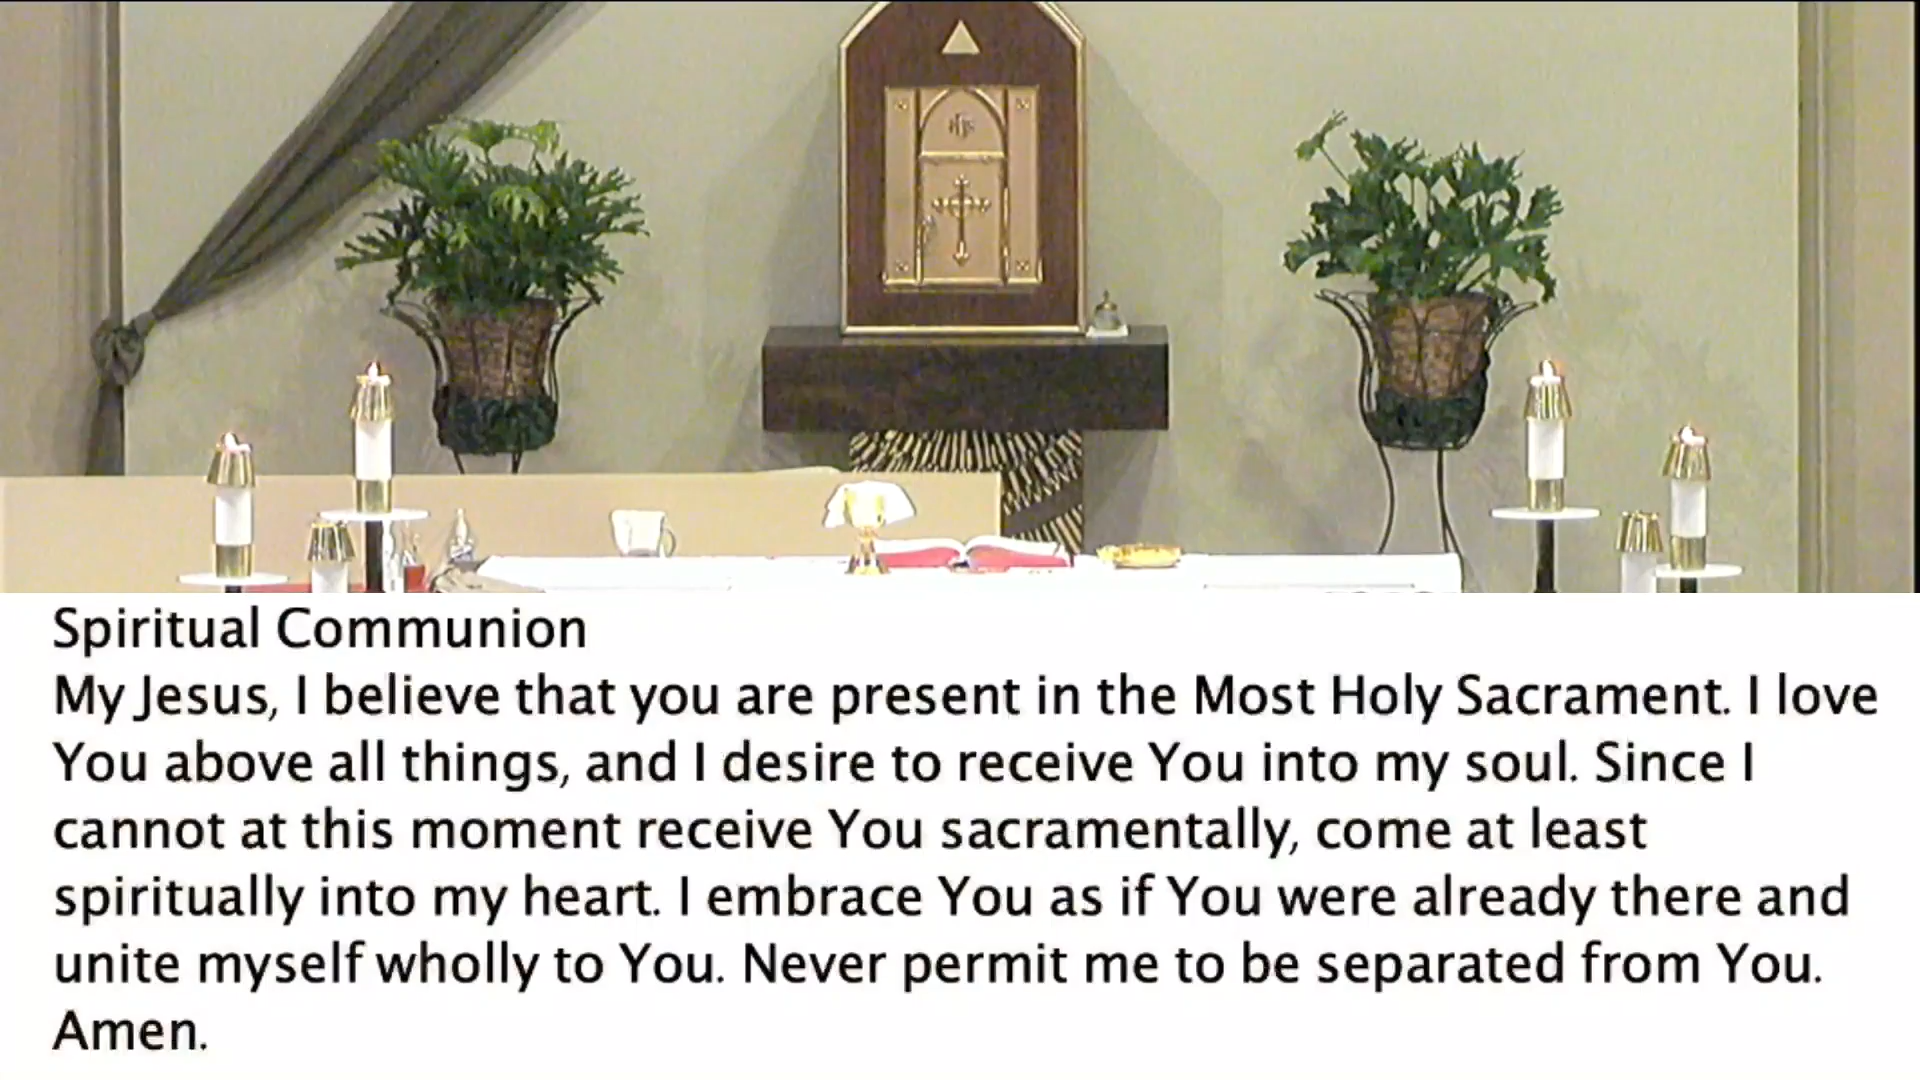 IHS
Spiritual Communion
My Jesus, I believe that you are present in the Most Holy Sacrament. I love
You above all things, and I desire to receive You into my soul. Since I
cannot at this moment receive You sacramentally, come at least
spiritually into my heart. I embrace You as if You were already there and
unite myself wholly to You. Never permit me to be separated from You.
Amen.